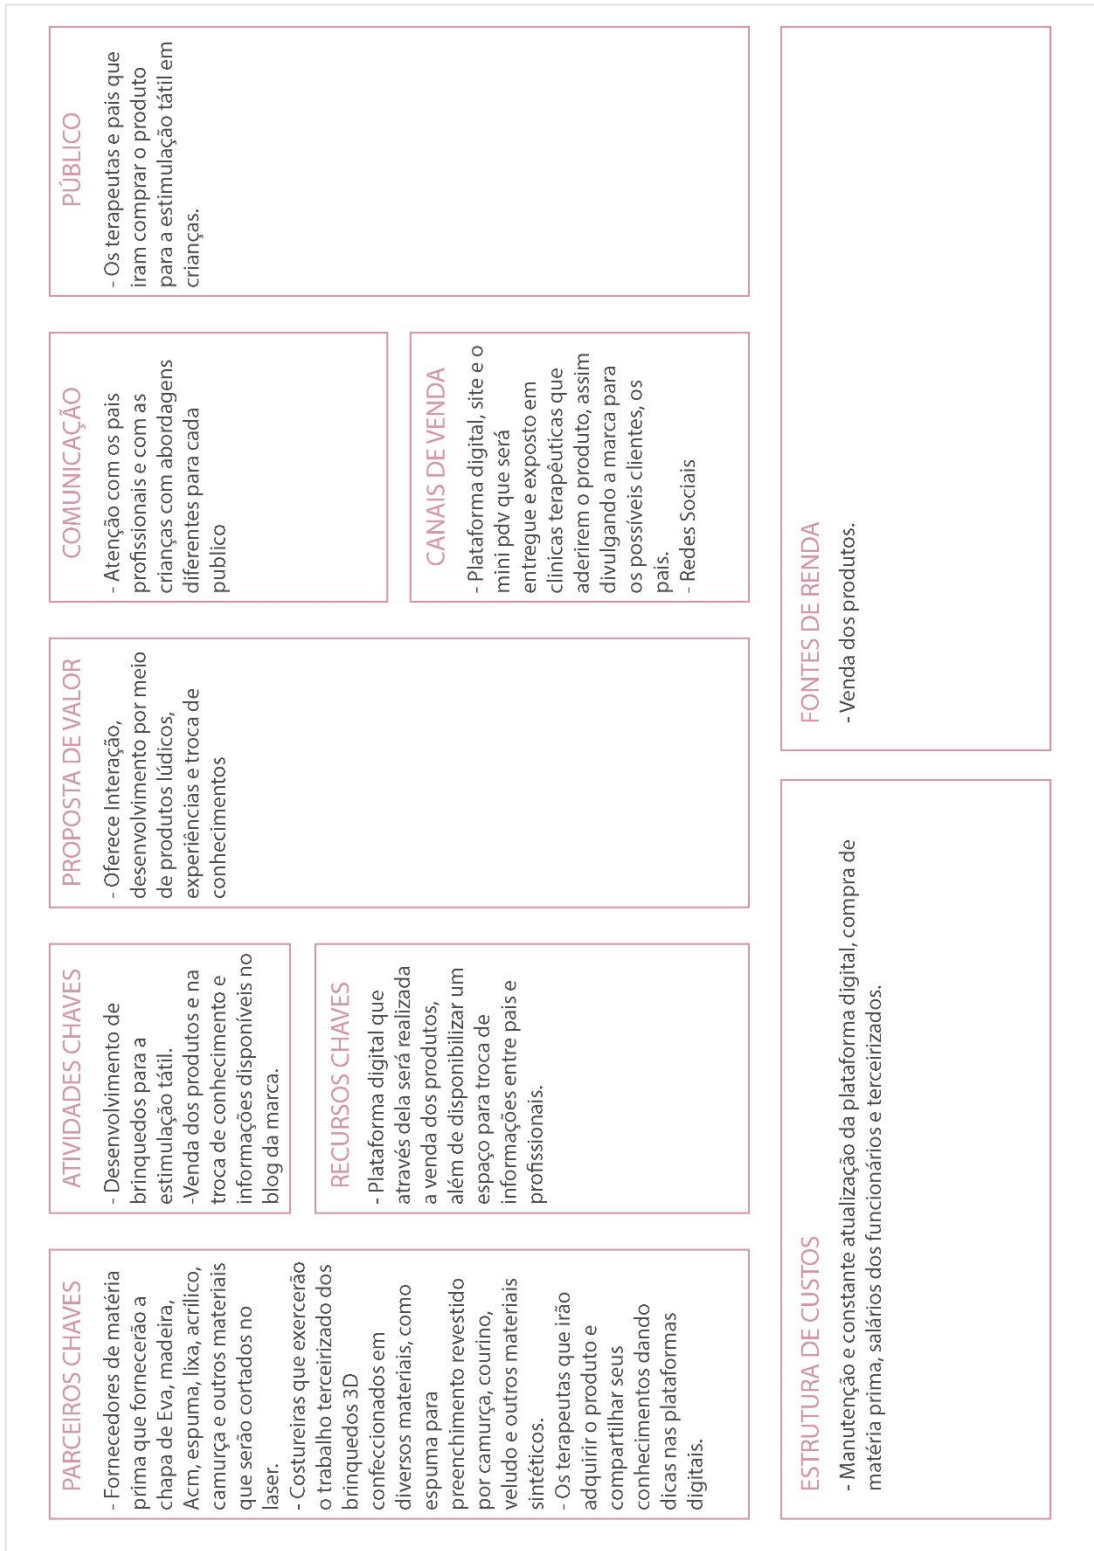 PARCEIROS CHAVES
- Fornecedores de matéria
prima que fornecerão a
chapa de Eva, madeira,
Acm, espuma, lixa, acrílico,
camurça e outros materiais
que serão cortados no
laser.
- Costureiras que exercerão
o trabalho terceirizado dos
brinquedos 3D
confeccionados em
diversos materiais, como
espuma para
preenchimento revestido
por camurça, courino,
veludo e outros materiais
sintéticos.
- Os terapeutas que irão
adquirir o produto e
compartilhar seus
conhecimentos dando
dicas nas plataformas
digitais.
ATIVIDADES CHAVES
- Desenvolvimento de
brinquedos para a
estimulação tátil.
-Venda dos produtos e na
troca de conhecimento e
informações disponíveis no
blog da marca.
RECURSOS CHAVES
- Plataforma digital que
através dela será realizada
a venda dos produtos,
além de disponibilizar um
espaço para troca de
informações entre pais e
profissionais.
PROPOSTA DE VALOR
- Oferece Interação,
desenvolvimento por meio
de produtos lúdicos,
experiências e troca de
conhecimentos
COMUNICAÇÃO
- Atenção com os pais
profissionais e com as
crianças com abordagens
diferentes para cada
publico
CANAIS DE VENDA
- Plataforma digital, site e o
mini pdv que será
entregue e exposto em
clinicas terapêuticas que
aderirem o produto, assim
divulgando a marca para
os possíveis clientes, os
pais.
- Redes Sociais
PÚBLICO
- Os terapeutas e pais que
iram comprar o produto
para a estimulação tátil em
crianças.
ESTRUTURA DE CUSTOS
- Manutenção e constante atualização da plataforma digital, compra de
matéria prima, salários dos funcionários e terceirizados.
FONTES DE RENDA
- Venda dos produtos.